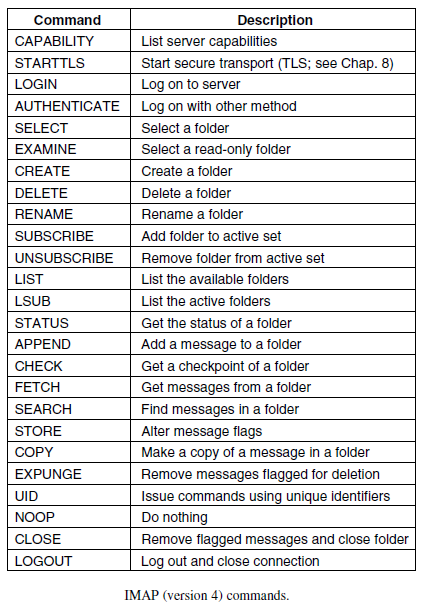 Command Description
CAPABILITY List server capabilities
STARTTLS Start secure transport (TLS; see Chap. 8)
LOGIN Log on to server
AUTHENTICATE Log on with other method
SELECT Select a folder
EXAMINE Select a read-only folder
CREATE Create a folder
DELETE Delete a folder
RENAME Rename a folder
SUBSCRIBE Add folder to active set
UNSUBSCRIBE Remove folder from active set
LIST List the available folders
LSUB List the active folders
STATUS Get the status of a folder
APPEND Add a message to a folder
CHECK Get a checkpoint of a folder
FETCH Get messages from a folder
SEARCH Find messages in a folder
STORE Alter message flags
COPY Make a copy of a message in a folder
EXPUNGE Remove messages flagged for deletion
UID Issue commands using unique identifiers
NOOP Do nothing
CLOSE Remove flagged messages and close folder
LOGOUT Log out and close connection
IMAP (version 4) commands.